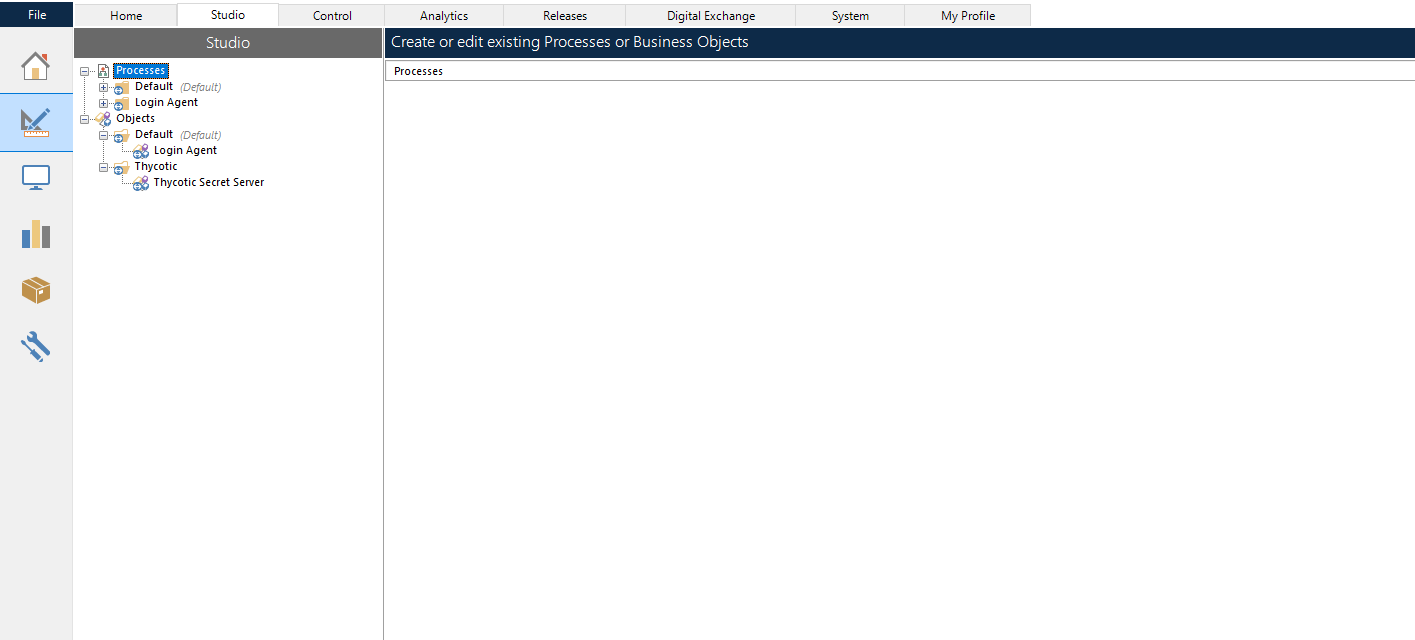 File Home Studio Control Analytics Releases Digital Exchange System My Profile
Studio
Create or edit existing Processes or Business Objects
Processes
Default (Default)
Login Agent
Objects
Default (Default)
Login Agent
Thycotic
Thycotic Secret Server
Processes